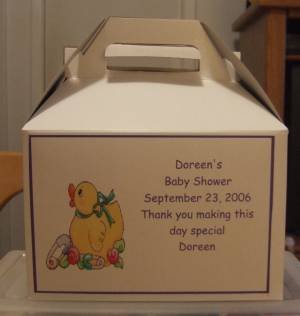 Doreen's
Baby Shower
September 23, 2006
Thank you making this
day special
Doreen